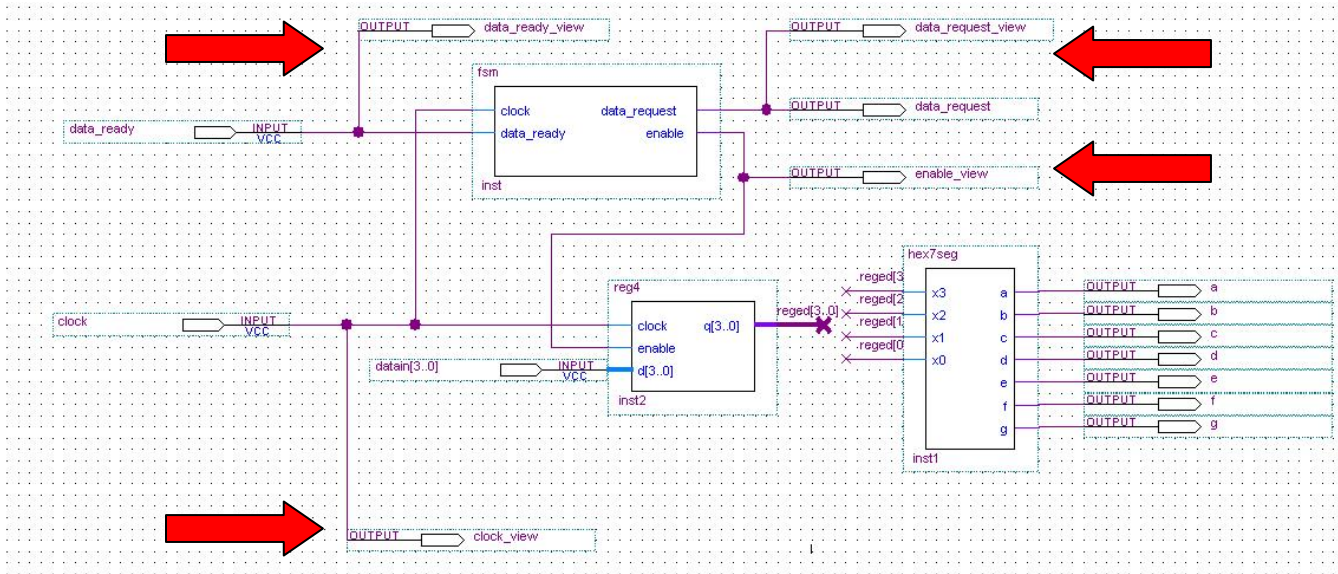 OUTPUT data_ready_view
OUTPUT data_request_view
fsm
clock data_request
data_ready enable
inst
OUTPUT data_request
data_ready INPUT
VCC
OUTPUT enable_view
hex7seg
reg4
reged[3
reged[2
reged[1
reged[0
reged[3..0]
x3 a
x2 b
x1 c
x0 d
e
f
g
inst1
OUTPUT a
OUTPUT b
OUTPUT c
OUTPUT d
OUTPUT e
OUTPUT f
OUTPUT g
clock INPUT
VCC
clock q[3..0]
enable
d[3..0]
inst2
datain[3..0] INPUT
VCC
OUTPUT clock_view